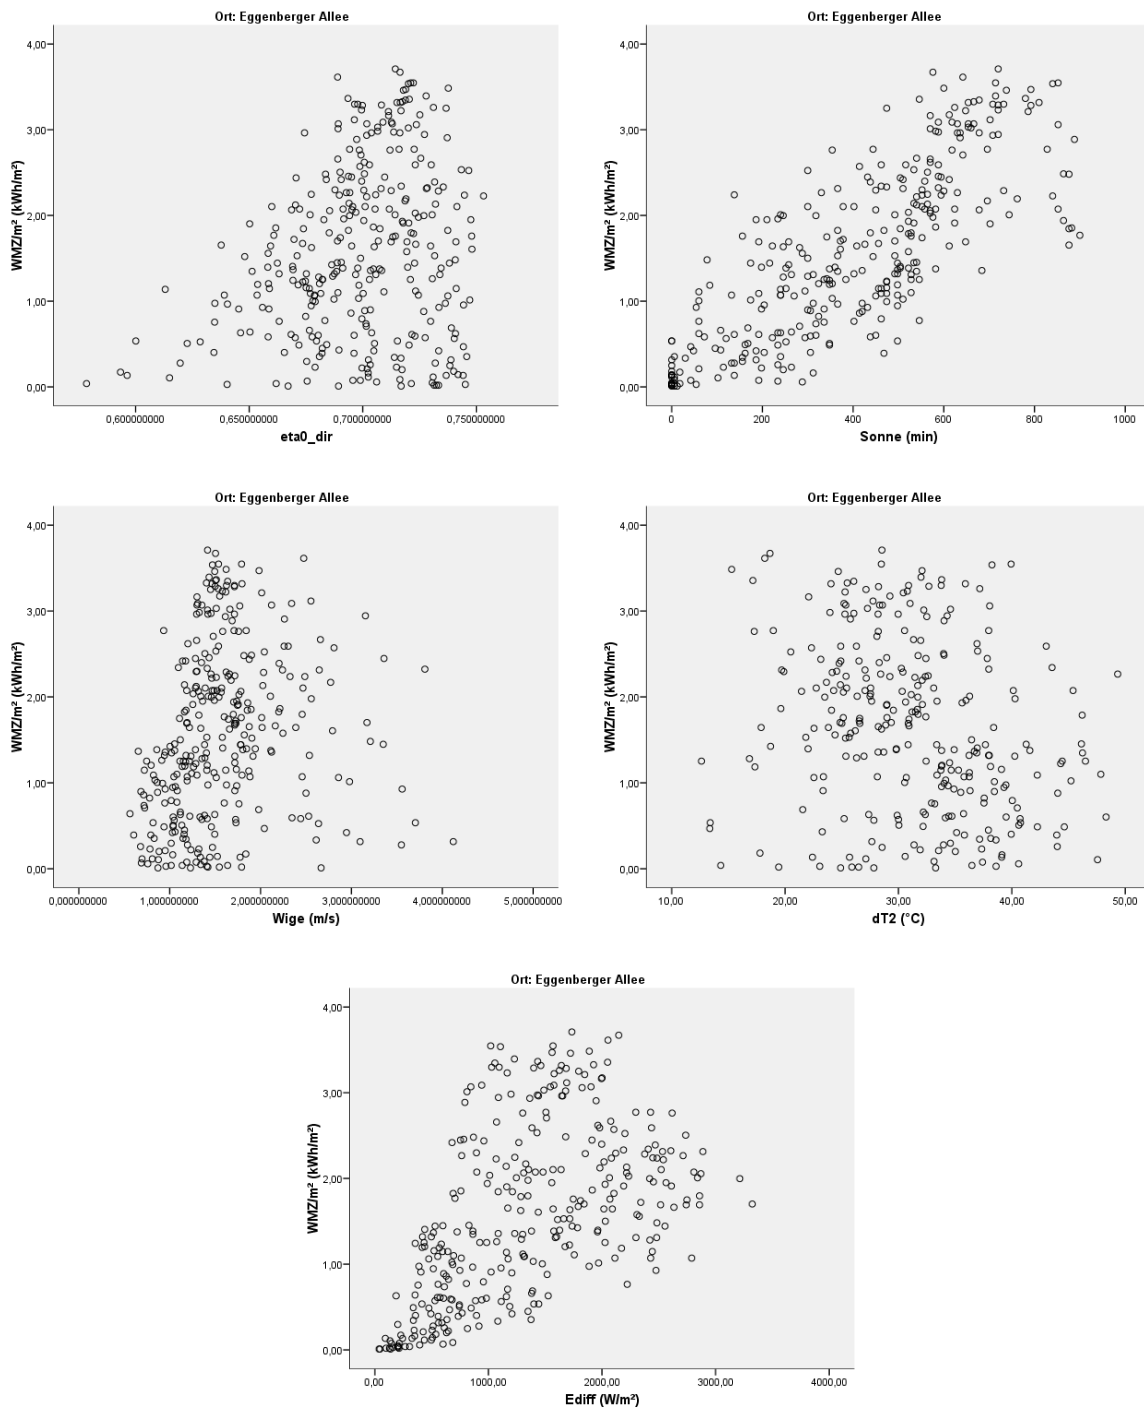 Ort: Eggenberger Allee
4,00
3,00
2,00
1,00
0,00
WMZ/m² (kWh/m²)
0,600000000 0,650000000 0,700000000 0,750000000
eta0_dir
Ort: Eggenberger Allee
4,00
3,00
2,00
1,00
0,00
WMZ/m² (kWh/m²)
0 200 400 600 800 1000
Sonne (min)
Ort: Eggenberger Allee
4,00
3,00
2,00
1,00
0,00
WMZ/m² (kWh/m²)
0,000000000 1,000000000 2,000000000 3,000000000 4,000000000 5,000000000
Wige (m/s)
Ort: Eggenberger Allee
4,00
3,00
2,00
1,00
0,00
WMZ/m² (kWh/m²)
10,00 20,00 30,00 40,00 50,00
dT2 (°C)
Ort: Eggenberger Allee
4,00
3,00
2,00
1,00
0,00
WMZ/m² (kWh/m²)
0,00 1000,00 2000,00 3000,00 4000,00
Ediff (W/m²)